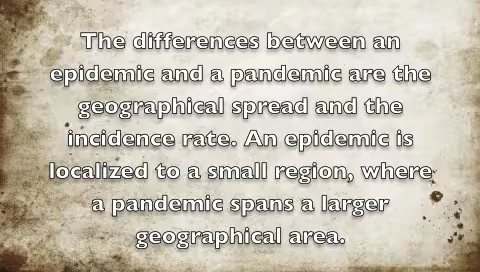 The differences between an
epidemic and a pandemic are the
geographical spread and the
incidence rate. An epidemic is
localized to a small region, where
a pandemic spans a larger
geographical area.